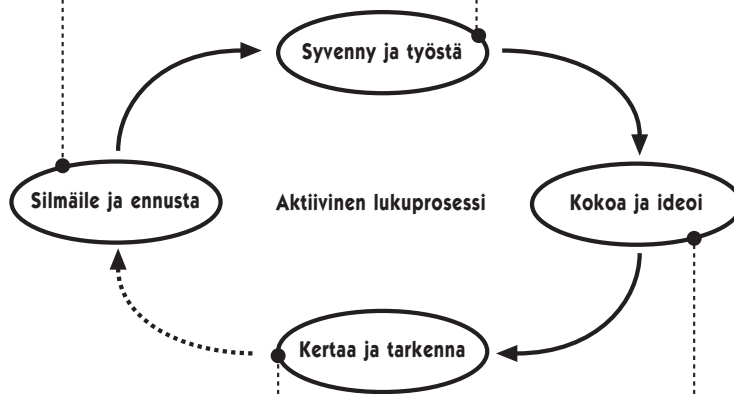 Syvenny ja työstä
Silmäile ja ennusta
Aktiivinen lukuprosessi
Kokoa ja ideoi
Kertaa ja tarkenna